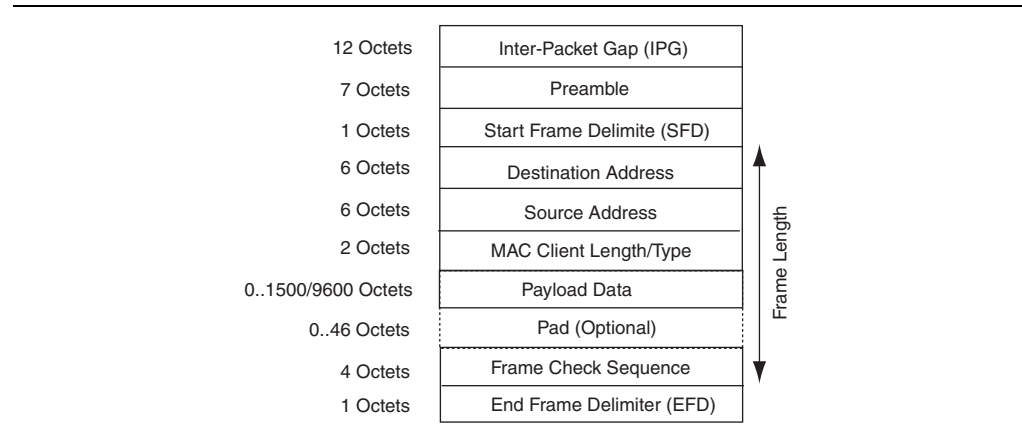 12 Octets Inter-Packet Gap (IPG)
7 Octets Preamble
1 Octets Start Frame Delimite (SFD)
6 Octets Destination Address
6 Octets Source Address
2 Octets MAC Client Length/Type
0..1500/9600 Octets Payload Data
0..46 Octets Pad (Optional)
4 Octets Frame Check Sequence
1 Octets End Frame Delimiter (EFD)
Frame Length